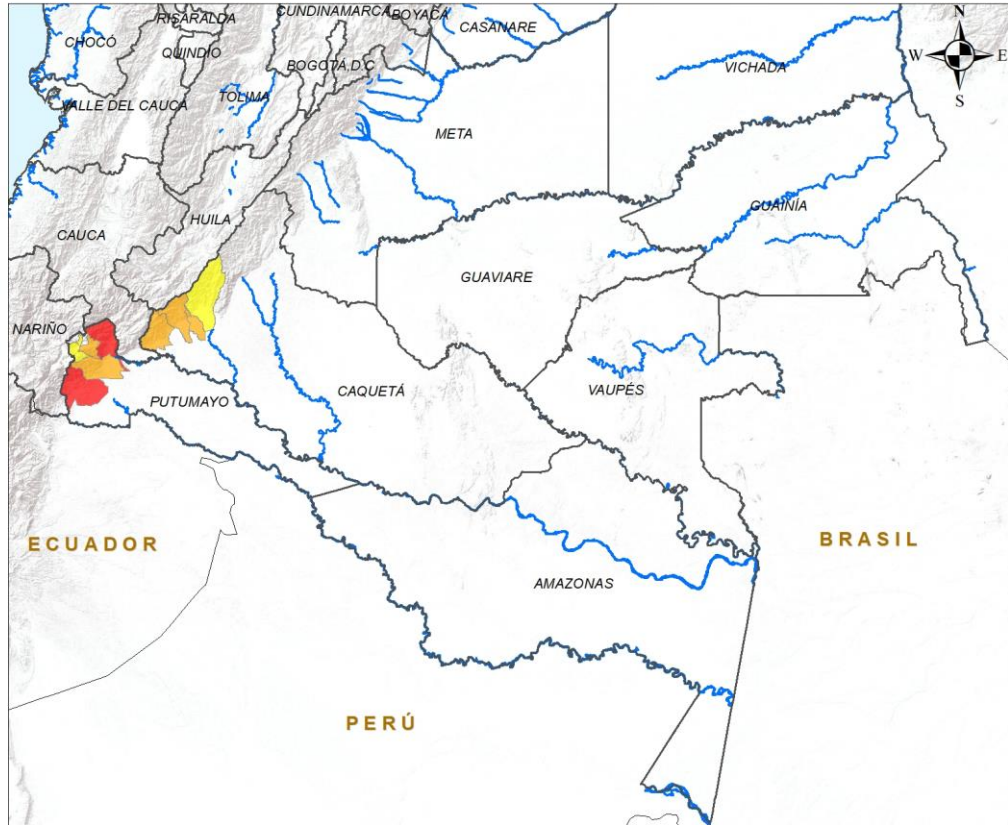 RISARALDA
CUNDINAMARCA
BOYACÁ
CASANARE
N
CHOCÓ
QUINDÍO
W
E
BOGOTÁ D.C
VICHADA
TOLIMA
S
VALLE DEL CAUCA
META
GUAINÍA
HUILA
CAUCA
GUAVIARE
NARIÑO
CAQUETÁ
VAUPÉS
PUTUMAYO
ECUADOR
BRASIL
AMAZONAS
PERÚ